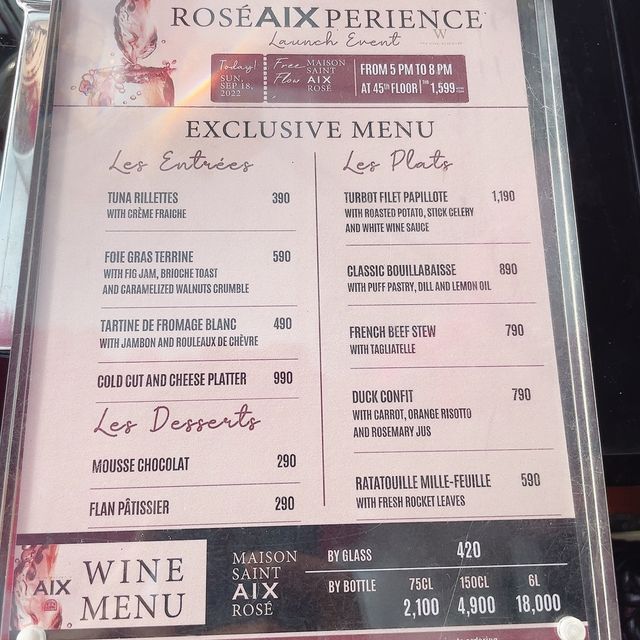 ROSÉAIXPERIENCE
Launch Event
W
Today!
SUN,
SEP 18,
2022
Free
Flow
MAISON
SAINT
AIX
ROSÉ
FROM 5 PM TO 8 PM
AT 45TH FLOOR | THB 1,599
EXCLUSIVE MENU
Les Entrées
TUNA RILLETTES 390
WITH CRÈME FRAICHE
FOIE GRAS TERRINE 590
WITH FIG JAM, BRIOCHE TOAST
AND CARAMELIZED WALNUTS CRUMBLE
TARTINE DE FROMAGE BLANC 490
WITH JAMBON AND ROULEAUX DE CHÈVRE
COLD CUT AND CHEESE PLATTER 990
Les Desserts
MOUSSE CHOCOLAT 290
FLAN PÂTISSIER 290
Les Plats
TURBOT FILET PAPILLOTE 1,190
WITH ROASTED POTATO, STICK CELERY
AND WHITE WINE SAUCE
CLASSIC BOUILLABAISSE 890
WITH PUFF PASTRY, DILL AND LEMON OIL
FRENCH BEEF STEW 790
WITH TAGLIATELLE
DUCK CONFIT 790
WITH CARROT, ORANGE RISOTTO
AND ROSEMARY JUS
RATATOUILLE MILLE-FEUILLE 590
WITH FRESH ROCKET LEAVES
AIX
WINE
MENU
MAISON
SAINT
AIX
ROSÉ
BY GLASS 420
BY BOTTLE 75CL 150CL 6L
2,100 4,900 18,000